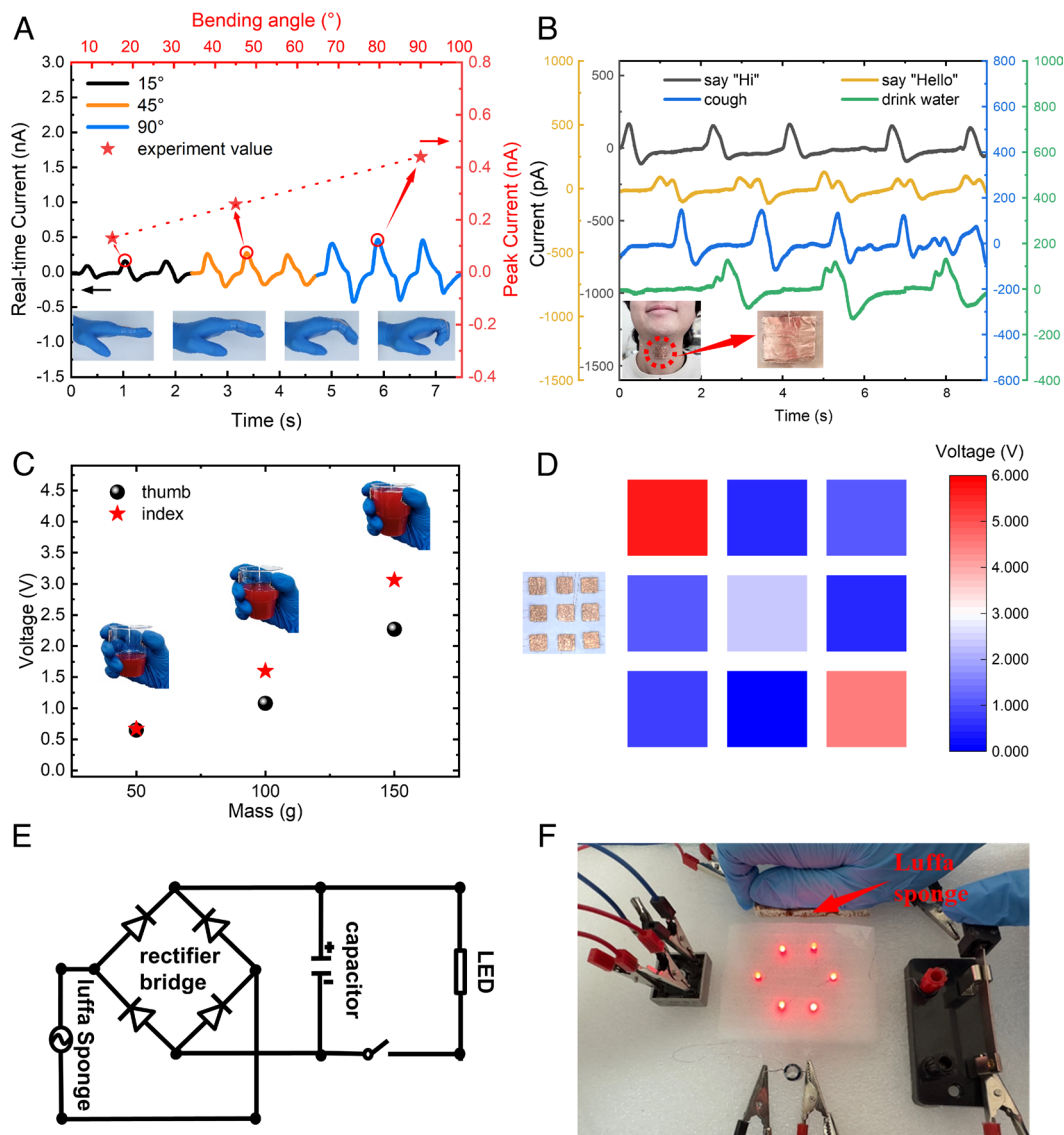 A
Bending angle (°)
20 40 60 80 100
15°
45°
90°
experiment value
Real-time Current (nA)
3.0
2.5
2.0
1.5
1.0
0.5
0.0
-0.5
-1.0
-1.5
Peak Current (nA)
0.8
0.6
0.4
0.2
0.0
-0.2
-0.4
0 1 2 3 4 5 6 7
Time (s)
B
say "Hi"
say "Hello"
cough
drink water
1000
500
0
-500
-1000
-1500
Current (pA)
500
0
-500
-1000
-1500
800
600
400
200
0
-200
-400
-600
1000
800
600
400
200
0
-200
-400
0 2 4 6 8
Time (s)
C
thumb
index
Voltage (V)
4.5
4.0
3.5
3.0
2.5
2.0
1.5
1.0
0.5
0.0
50 100 150
Mass (g)
D
Voltage (V)
6.000
5.000
4.000
3.000
2.000
1.000
0.000
E
rectifier
bridge
luffa Sponge
capacitor
+
-
LED
F
Luffa
sponge